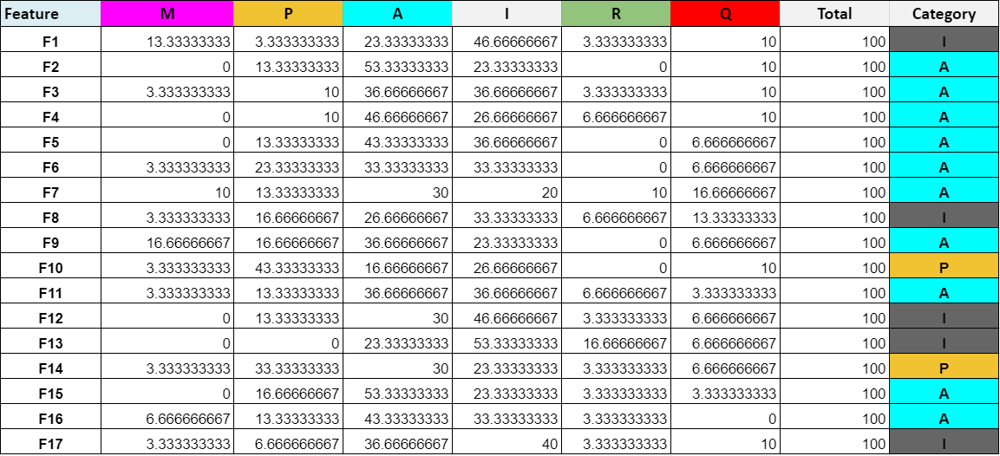 Feature M P A I R Q Total Category
F1 13.33333333 3.333333333 23.33333333 46.66666667 3.333333333 10 100 I
F2 0 13.33333333 53.33333333 23.33333333 0 10 100 A
F3 3.333333333 10 36.66666667 36.66666667 3.333333333 10 100 A
F4 0 10 46.66666667 26.66666667 6.666666667 10 100 A
F5 0 13.33333333 43.33333333 36.66666667 0 6.666666667 100 A
F6 3.333333333 23.33333333 33.33333333 33.33333333 0 6.666666667 100 A
F7 10 13.33333333 30 20 10 16.66666667 100 A
F8 3.333333333 16.66666667 26.66666667 33.33333333 6.666666667 13.33333333 100 I
F9 16.66666667 16.66666667 36.66666667 23.33333333 0 6.666666667 100 A
F10 3.333333333 43.33333333 16.66666667 26.66666667 0 10 100 P
F11 3.333333333 13.33333333 36.66666667 36.66666667 6.666666667 3.333333333 100 A
F12 0 13.33333333 30 46.66666667 3.333333333 6.666666667 100 I
F13 0 0 23.33333333 53.33333333 16.66666667 6.666666667 100 I
F14 3.333333333 33.33333333 30 23.33333333 3.333333333 6.666666667 100 P
F15 0 16.66666667 53.33333333 23.33333333 3.333333333 3.333333333 100 A
F16 6.666666667 13.33333333 43.33333333 33.33333333 3.333333333 0 100 A
F17 3.333333333 6.666666667 36.66666667 40 3.333333333 10 100 I